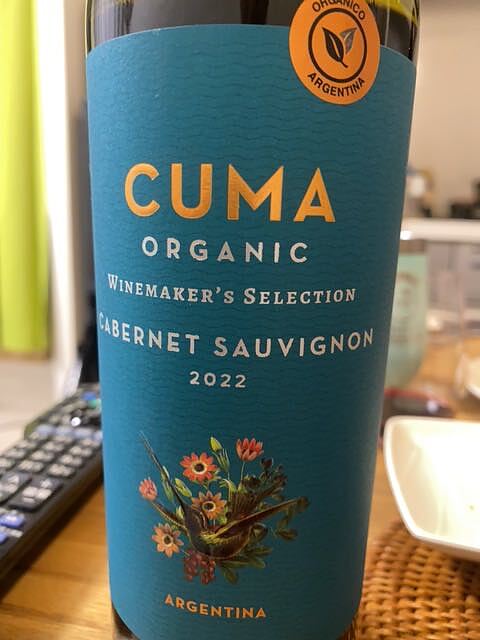 ORGANICO
ARGENTINA
CUMA
ORGANIC
WINEMAKER'S SELECTION
CABERNET SAUVIGNON
2022
ARGENTINA